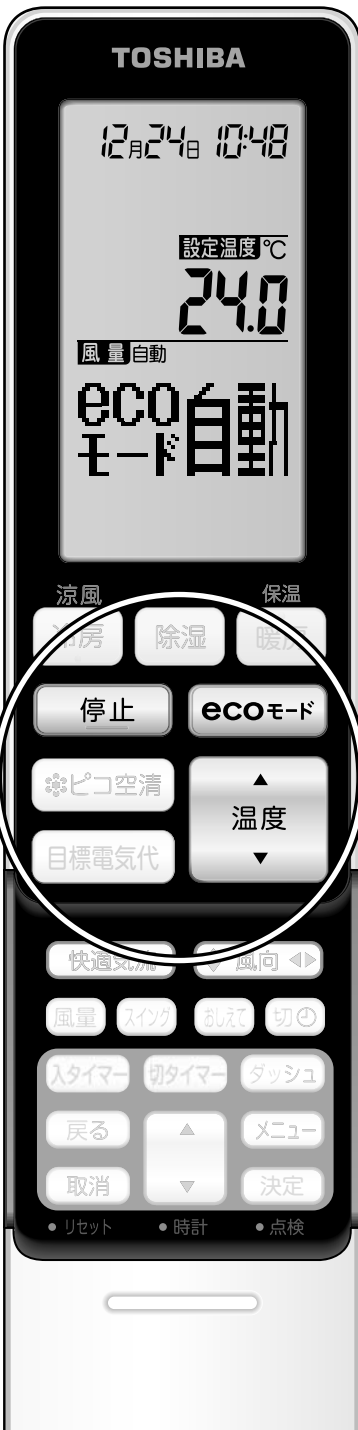 TOSHIBA
12月24日 10:48
設定温度 ℃
24.0
風量 自動
eco
モード 自動
涼風 保温
冷房 除湿 暖房
停止 ecoモード
ピコ空清
▲
温度
▼
目標電気代
快適気流 風向
風量 スイング おしえて 切
入タイマー 切タイマー ダッシュ
戻る ▲ メニュー
取消 ▼ 決定
・リセット ・時計 ・点検